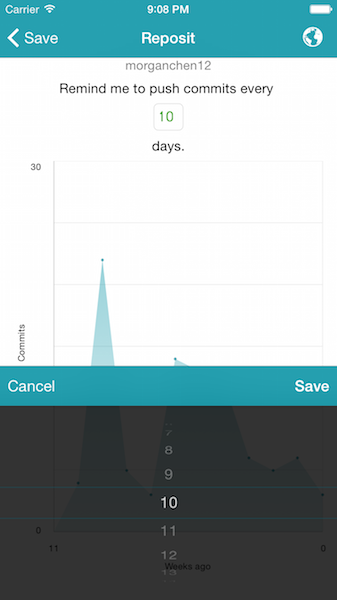 Carrier 9:08 PM
Save Reposit
morganchen12
Remind me to push commits every
10
days.
30
Commits
Cancel Save
7
8
9
10
11
12
13
0
11 0
Weeks ago